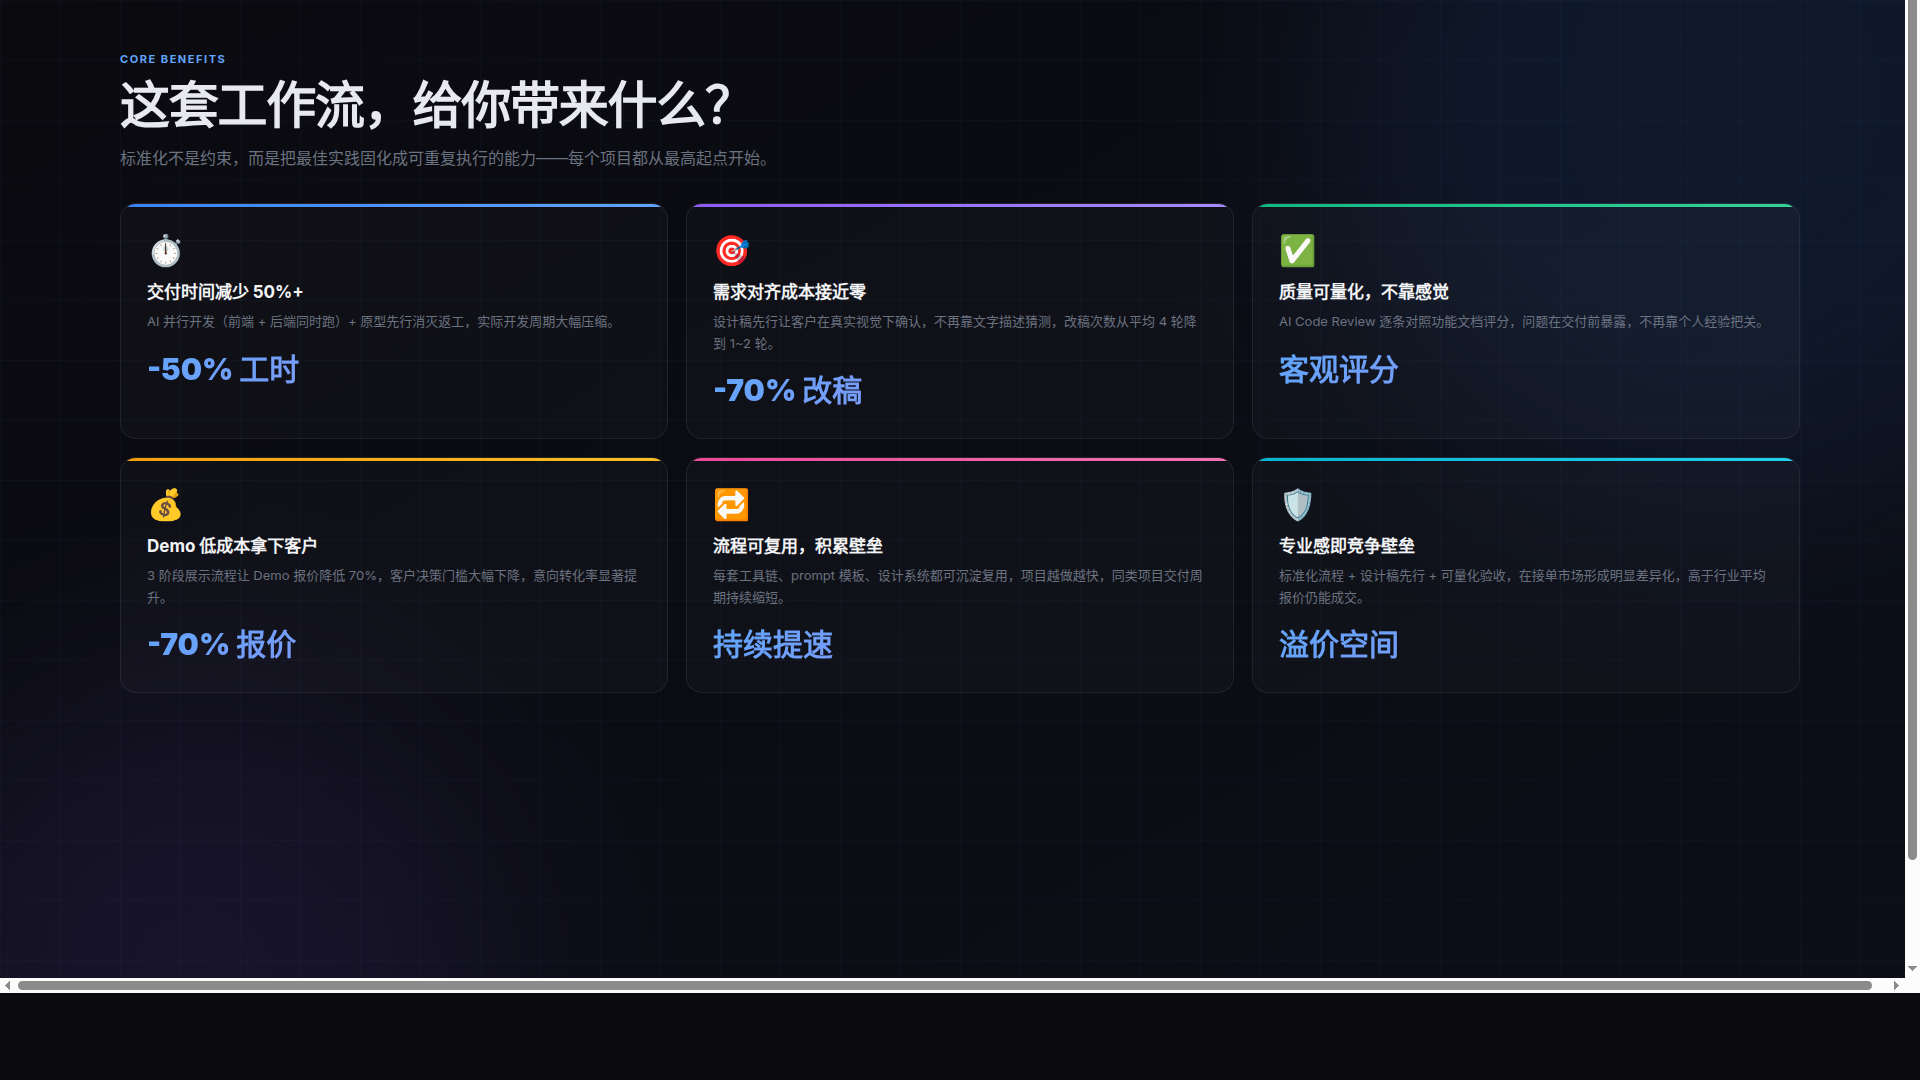 CORE BENEFITS
这套工作流，给你带来什么？
标准化不是约束，而是把最佳实践固化成可重复执行的能力——每个项目都从最高起点开始。
交付时间减少 50%+
AI 并行开发（前端 + 后端同时跑）+ 原型先行消灭返工，实际开发周期大幅压缩。
-50% 工时
需求对齐成本接近零
设计稿先行让客户在真实视觉下确认，不再靠文字描述猜测，改稿次数从平均 4 轮降
到 1~2 轮。
-70% 改稿
质量可量化，不靠感觉
AI Code Review 逐条对照功能文档评分，问题在交付前暴露，不再靠个人经验把关。
客观评分
Demo 低成本拿下客户
3 阶段展示流程让 Demo 报价降低 70%，客户决策门槛大幅下降，意向转化率显著提
升。
-70% 报价
流程可复用，积累壁垒
每套工具链、prompt 模板、设计系统都可沉淀复用，项目越做越快，同类项目交付周
期持续缩短。
持续提速
专业感即竞争壁垒
标准化流程 + 设计稿先行 + 可量化验收，在接单市场形成明显差异化，高于行业平均
报价仍能成交。
溢价空间